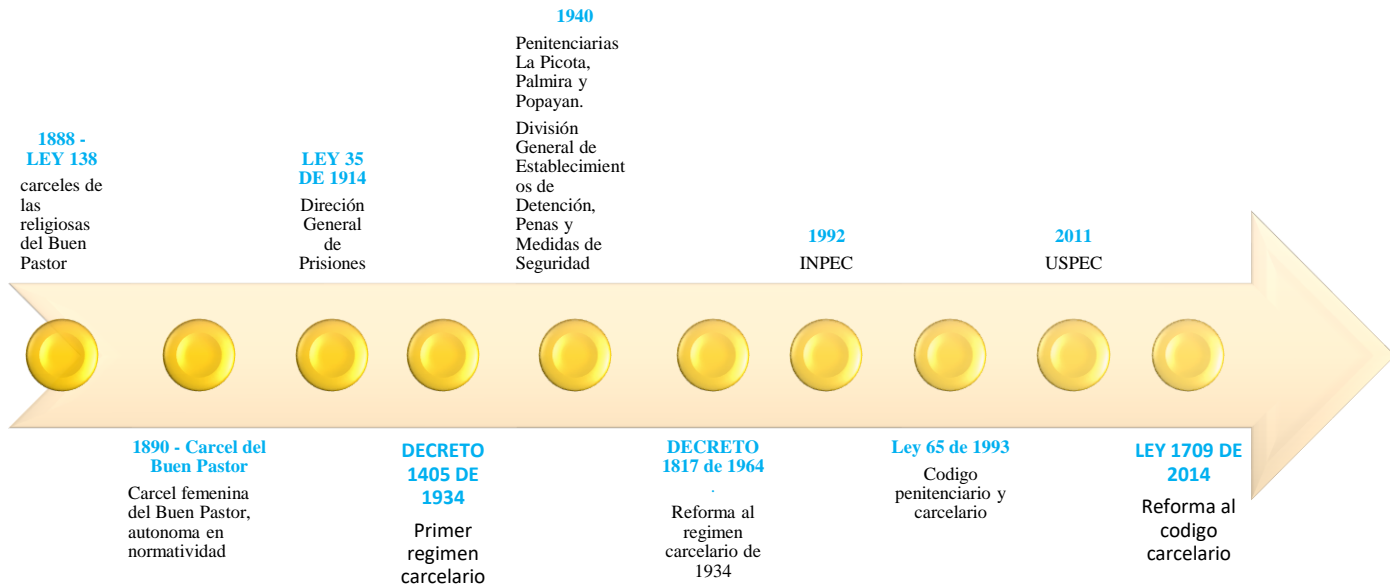 1888 -
LEY 138
carceles de
las
religiosas
del Buen
Pastor
1890 - Carcel del
Buen Pastor
Carcel femenina
del Buen Pastor,
autonoma en
normatividad
LEY 35
DE 1914
Direción
General
de
Prisiones
DECRETO
1405 DE
1934
Primer
regimen
carcelario
1940
Penitenciarias
La Picota,
Palmira y
Popayan.
División
General de
Establecimient
os de
Detención,
Penas y
Medidas de
Seguridad
DECRETO
1817 de 1964
.
Reforma al
regimen
carcelario de
1934
1992
INPEC
Ley 65 de 1993
Codigo
penitenciario y
carcelario
2011
USPEC
LEY 1709 DE
2014
Reforma al
codigo
carcelario